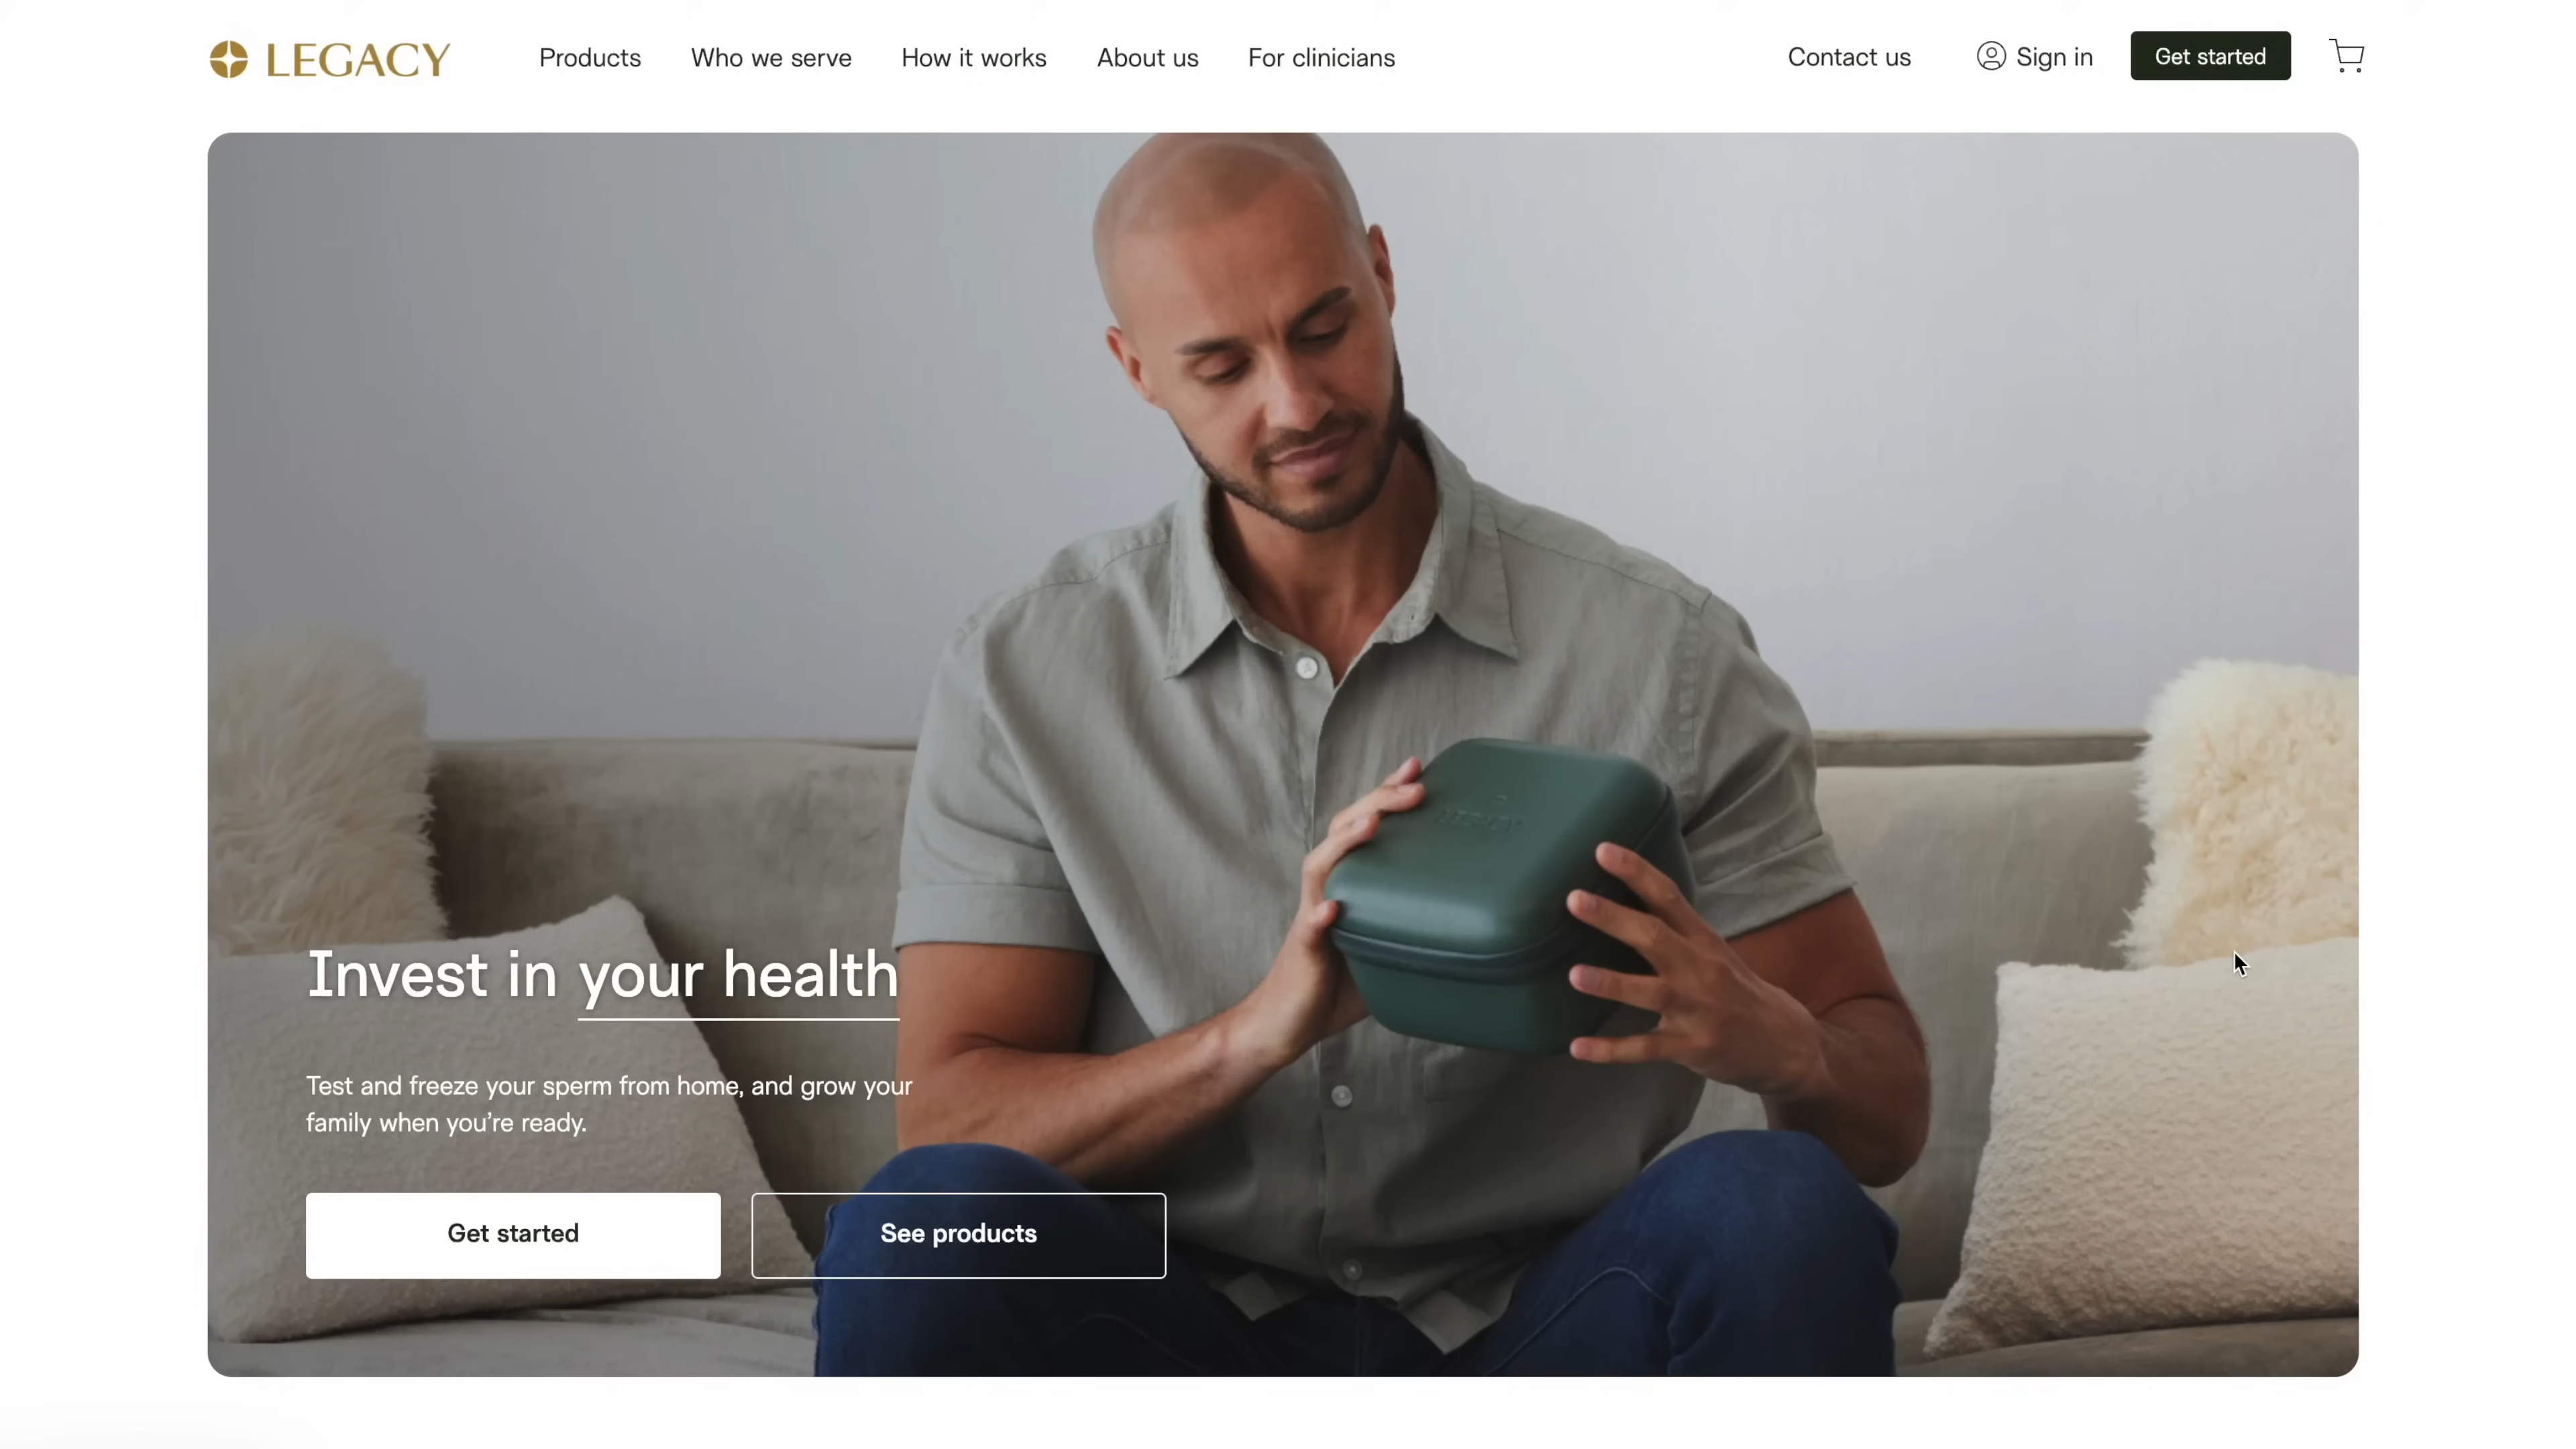 LEGACY
Products
Who we serve
How it works
About us
For clinicians
Contact us
Sign in
Get started
LEGACY
Invest in your health
Test and freeze your sperm from home, and grow your
family when you’re ready.
Get started
See products